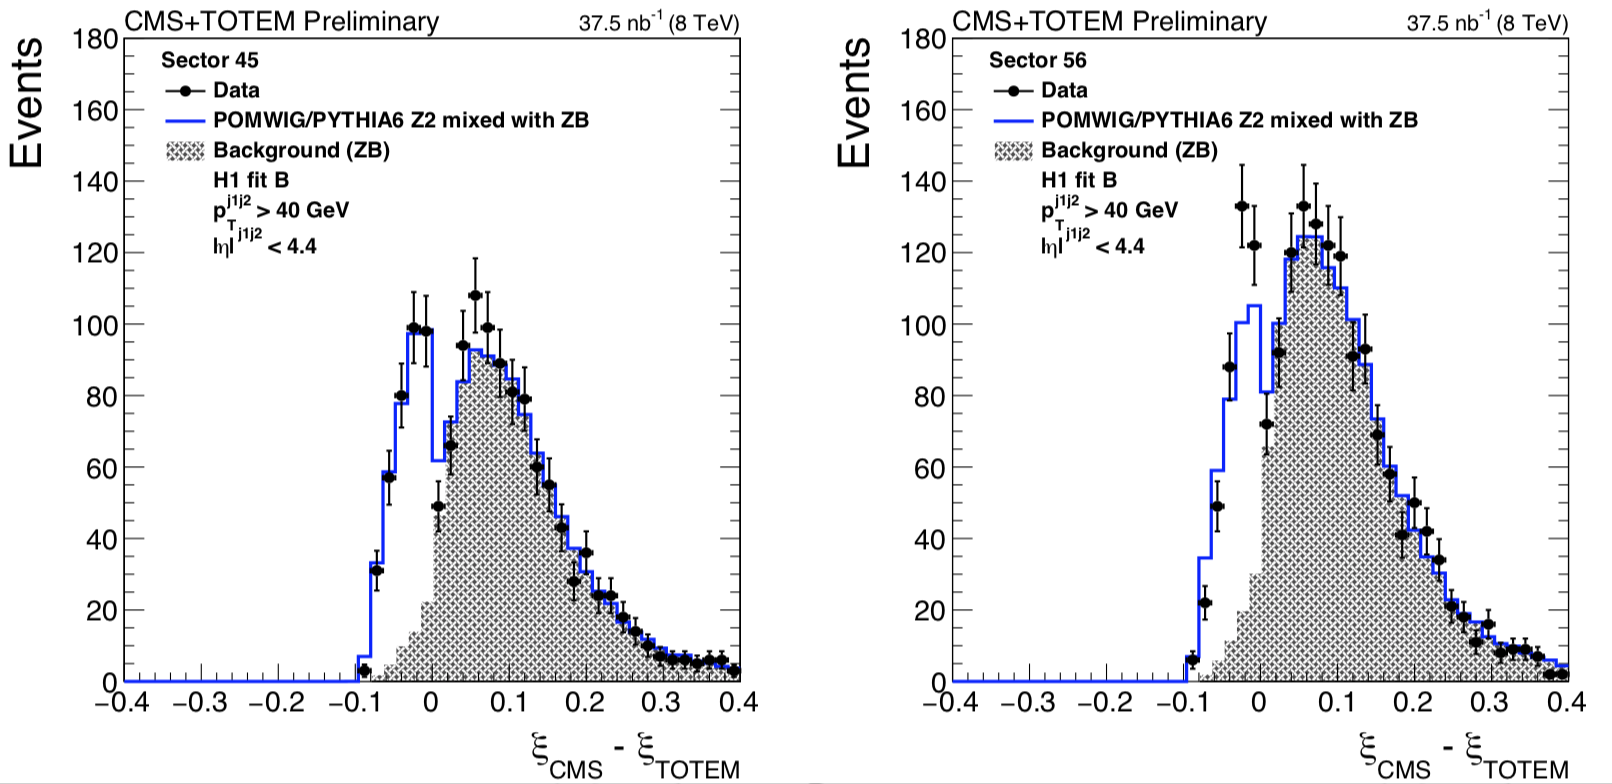 CMS+TOTEM Preliminary 37.5 nb⁻¹ (8 TeV)
Events
180
160
140
120
100
80
60
40
20
0
Sector 45
Data
POMWIG/PYTHIA6 Z2 mixed with ZB
Background (ZB)
H1 fit B
p_T^{j1j2} > 40 GeV
|η|^{j1j2} < 4.4
−0.4 −0.3 −0.2 −0.1 0 0.1 0.2 0.3 0.4
ξ_CMS - ξ_TOTEM
CMS+TOTEM Preliminary 37.5 nb⁻¹ (8 TeV)
Events
180
160
140
120
100
80
60
40
20
0
Sector 56
Data
POMWIG/PYTHIA6 Z2 mixed with ZB
Background (ZB)
H1 fit B
p_T^{j1j2} > 40 GeV
|η|^{j1j2} < 4.4
−0.4 −0.3 −0.2 −0.1 0 0.1 0.2 0.3 0.4
ξ_CMS - ξ_TOTEM